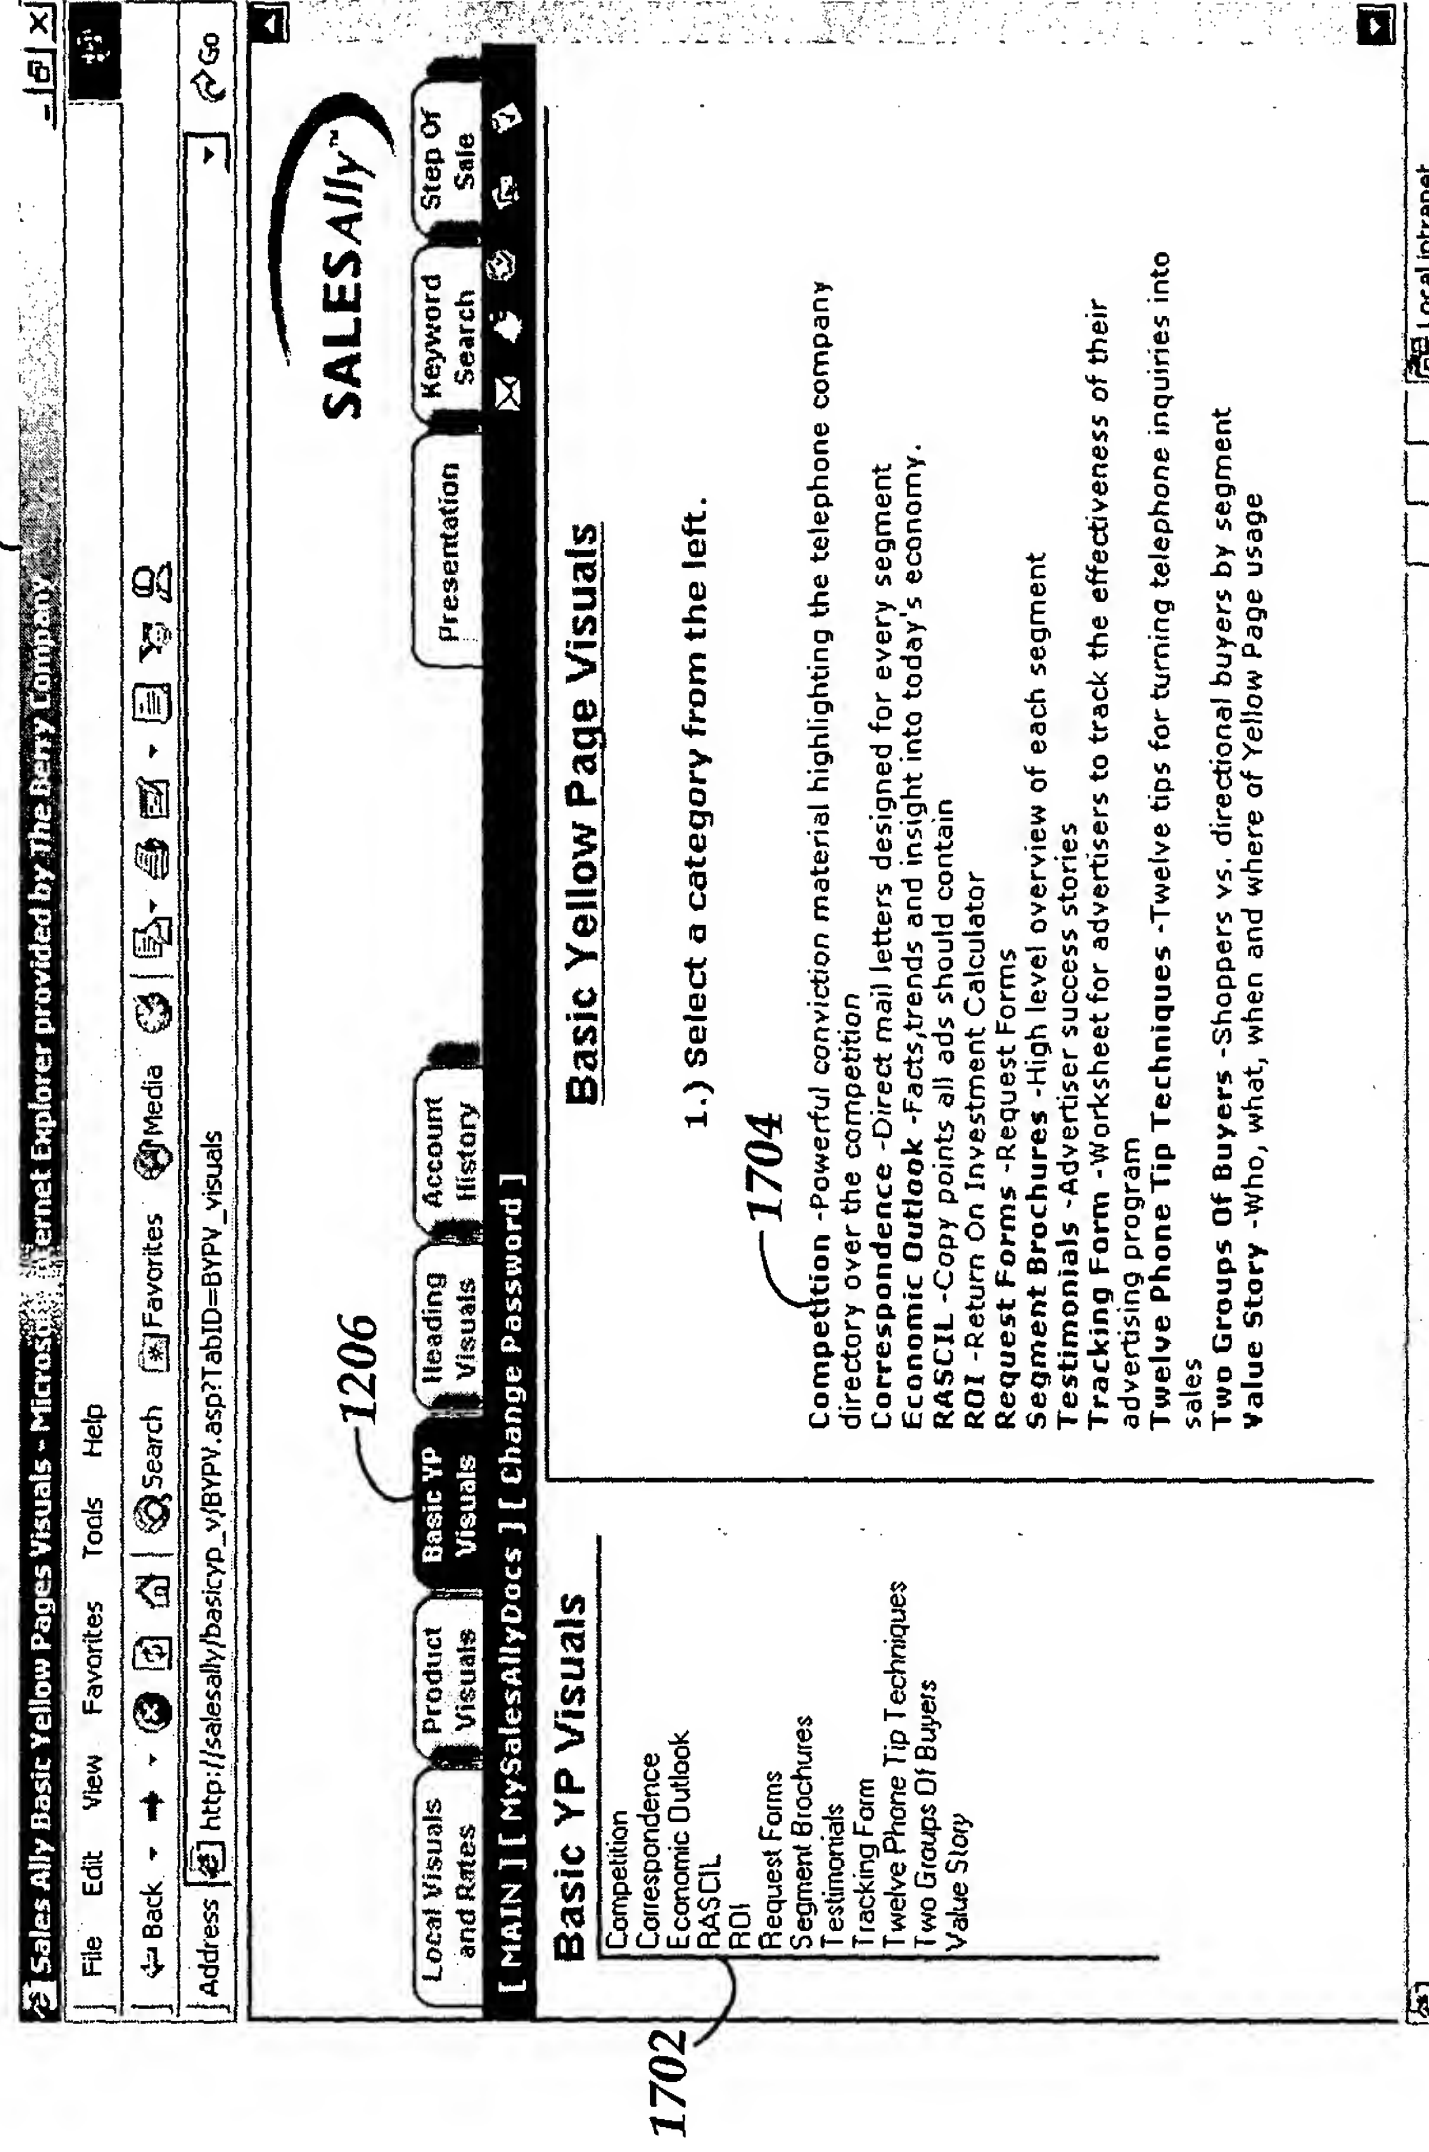 Sales Ally Basic Yellow Pages Visuals - Microsoft Internet Explorer provided by The Berry Company
File Edit View Favorites Tools Help
Back Search Favorites Media
Address http://salesally/basicyp_v/BYPV.asp?TabID=BYPV_visuals Go
SALESAlly™
1206
Local Visuals and Rates
Product Visuals
Basic YP Visuals
Heading Visuals
Account History
Presentation
Keyword Search
Step Of Sale
[ MAIN ] [ MySalesAllyDocs ] [ Change Password ]
Basic YP Visuals
1702
Competition
Correspondence
Economic Outlook
RASCIL
ROI
Request Forms
Segment Brochures
Testimonials
Tracking Form
Twelve Phone Tip Techniques
Two Groups Of Buyers
Value Story
Basic Yellow Page Visuals
1.) Select a category from the left.
1704
Competition -Powerful conviction material highlighting the telephone company
directory over the competition
Correspondence -Direct mail letters designed for every segment
Economic Outlook -Facts,trends and insight into today's economy.
RASCIL -Copy points all ads should contain
ROI -Return On Investment Calculator
Request Forms -Request Forms
Segment Brochures -High level overview of each segment
Testimonials -Advertiser success stories
Tracking Form -Worksheet for advertisers to track the effectiveness of their
advertising program
Twelve Phone Tip Techniques -Twelve tips for turning telephone inquiries into
sales
Two Groups Of Buyers -Shoppers vs. directional buyers by segment
Value Story -Who, what, when and where of Yellow Page usage
Local intranet